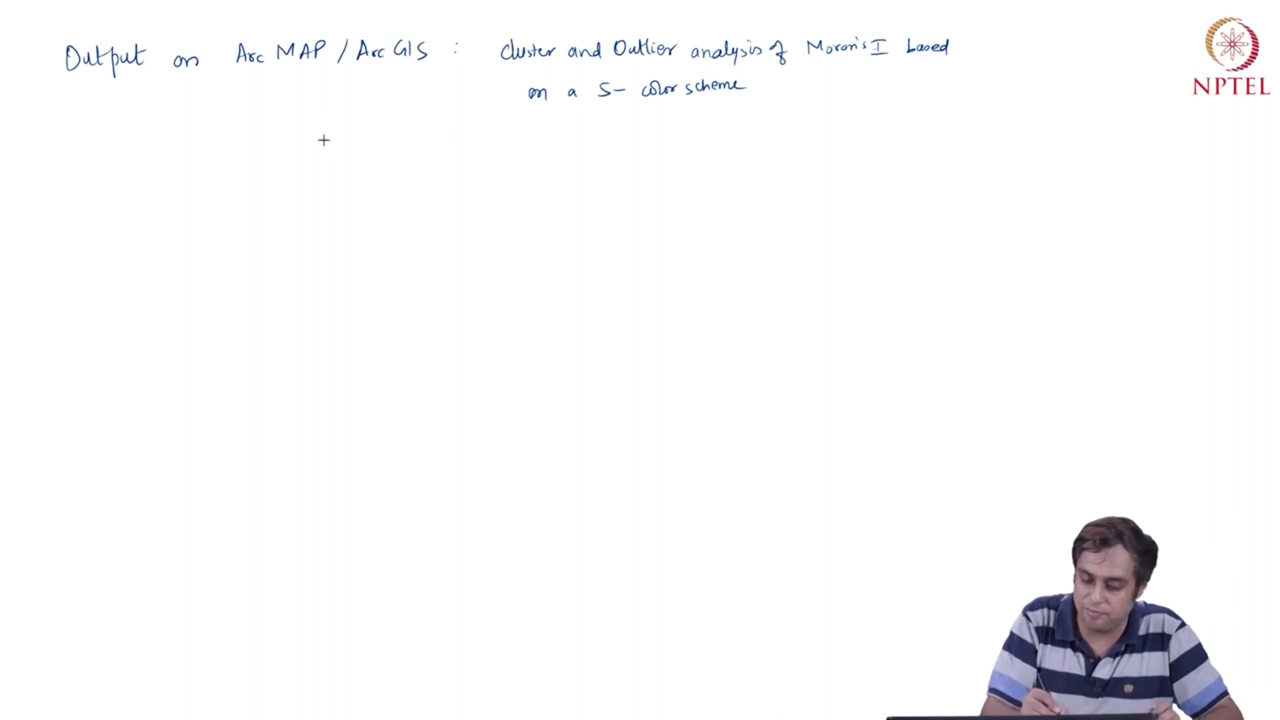 Output on Arc MAP / Arc GIS : Cluster and Outlier analysis of Moran's I based
on a 5- color scheme
NPTEL